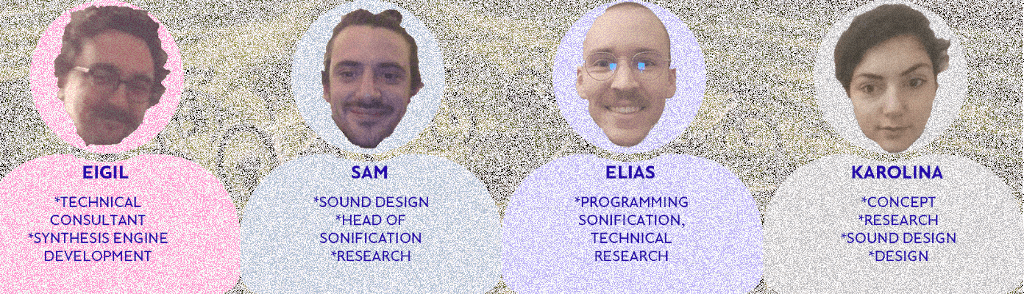 EIGIL
*TECHNICAL
CONSULTANT
*SYNTHESIS ENGINE
DEVELOPMENT
SAM
*SOUND DESIGN
*HEAD OF
SONIFICATION
*RESEARCH
ELIAS
*PROGRAMMING
SONIFICATION,
TECHNICAL
RESEARCH
KAROLINA
*CONCEPT
*RESEARCH
*SOUND DESIGN
*DESIGN